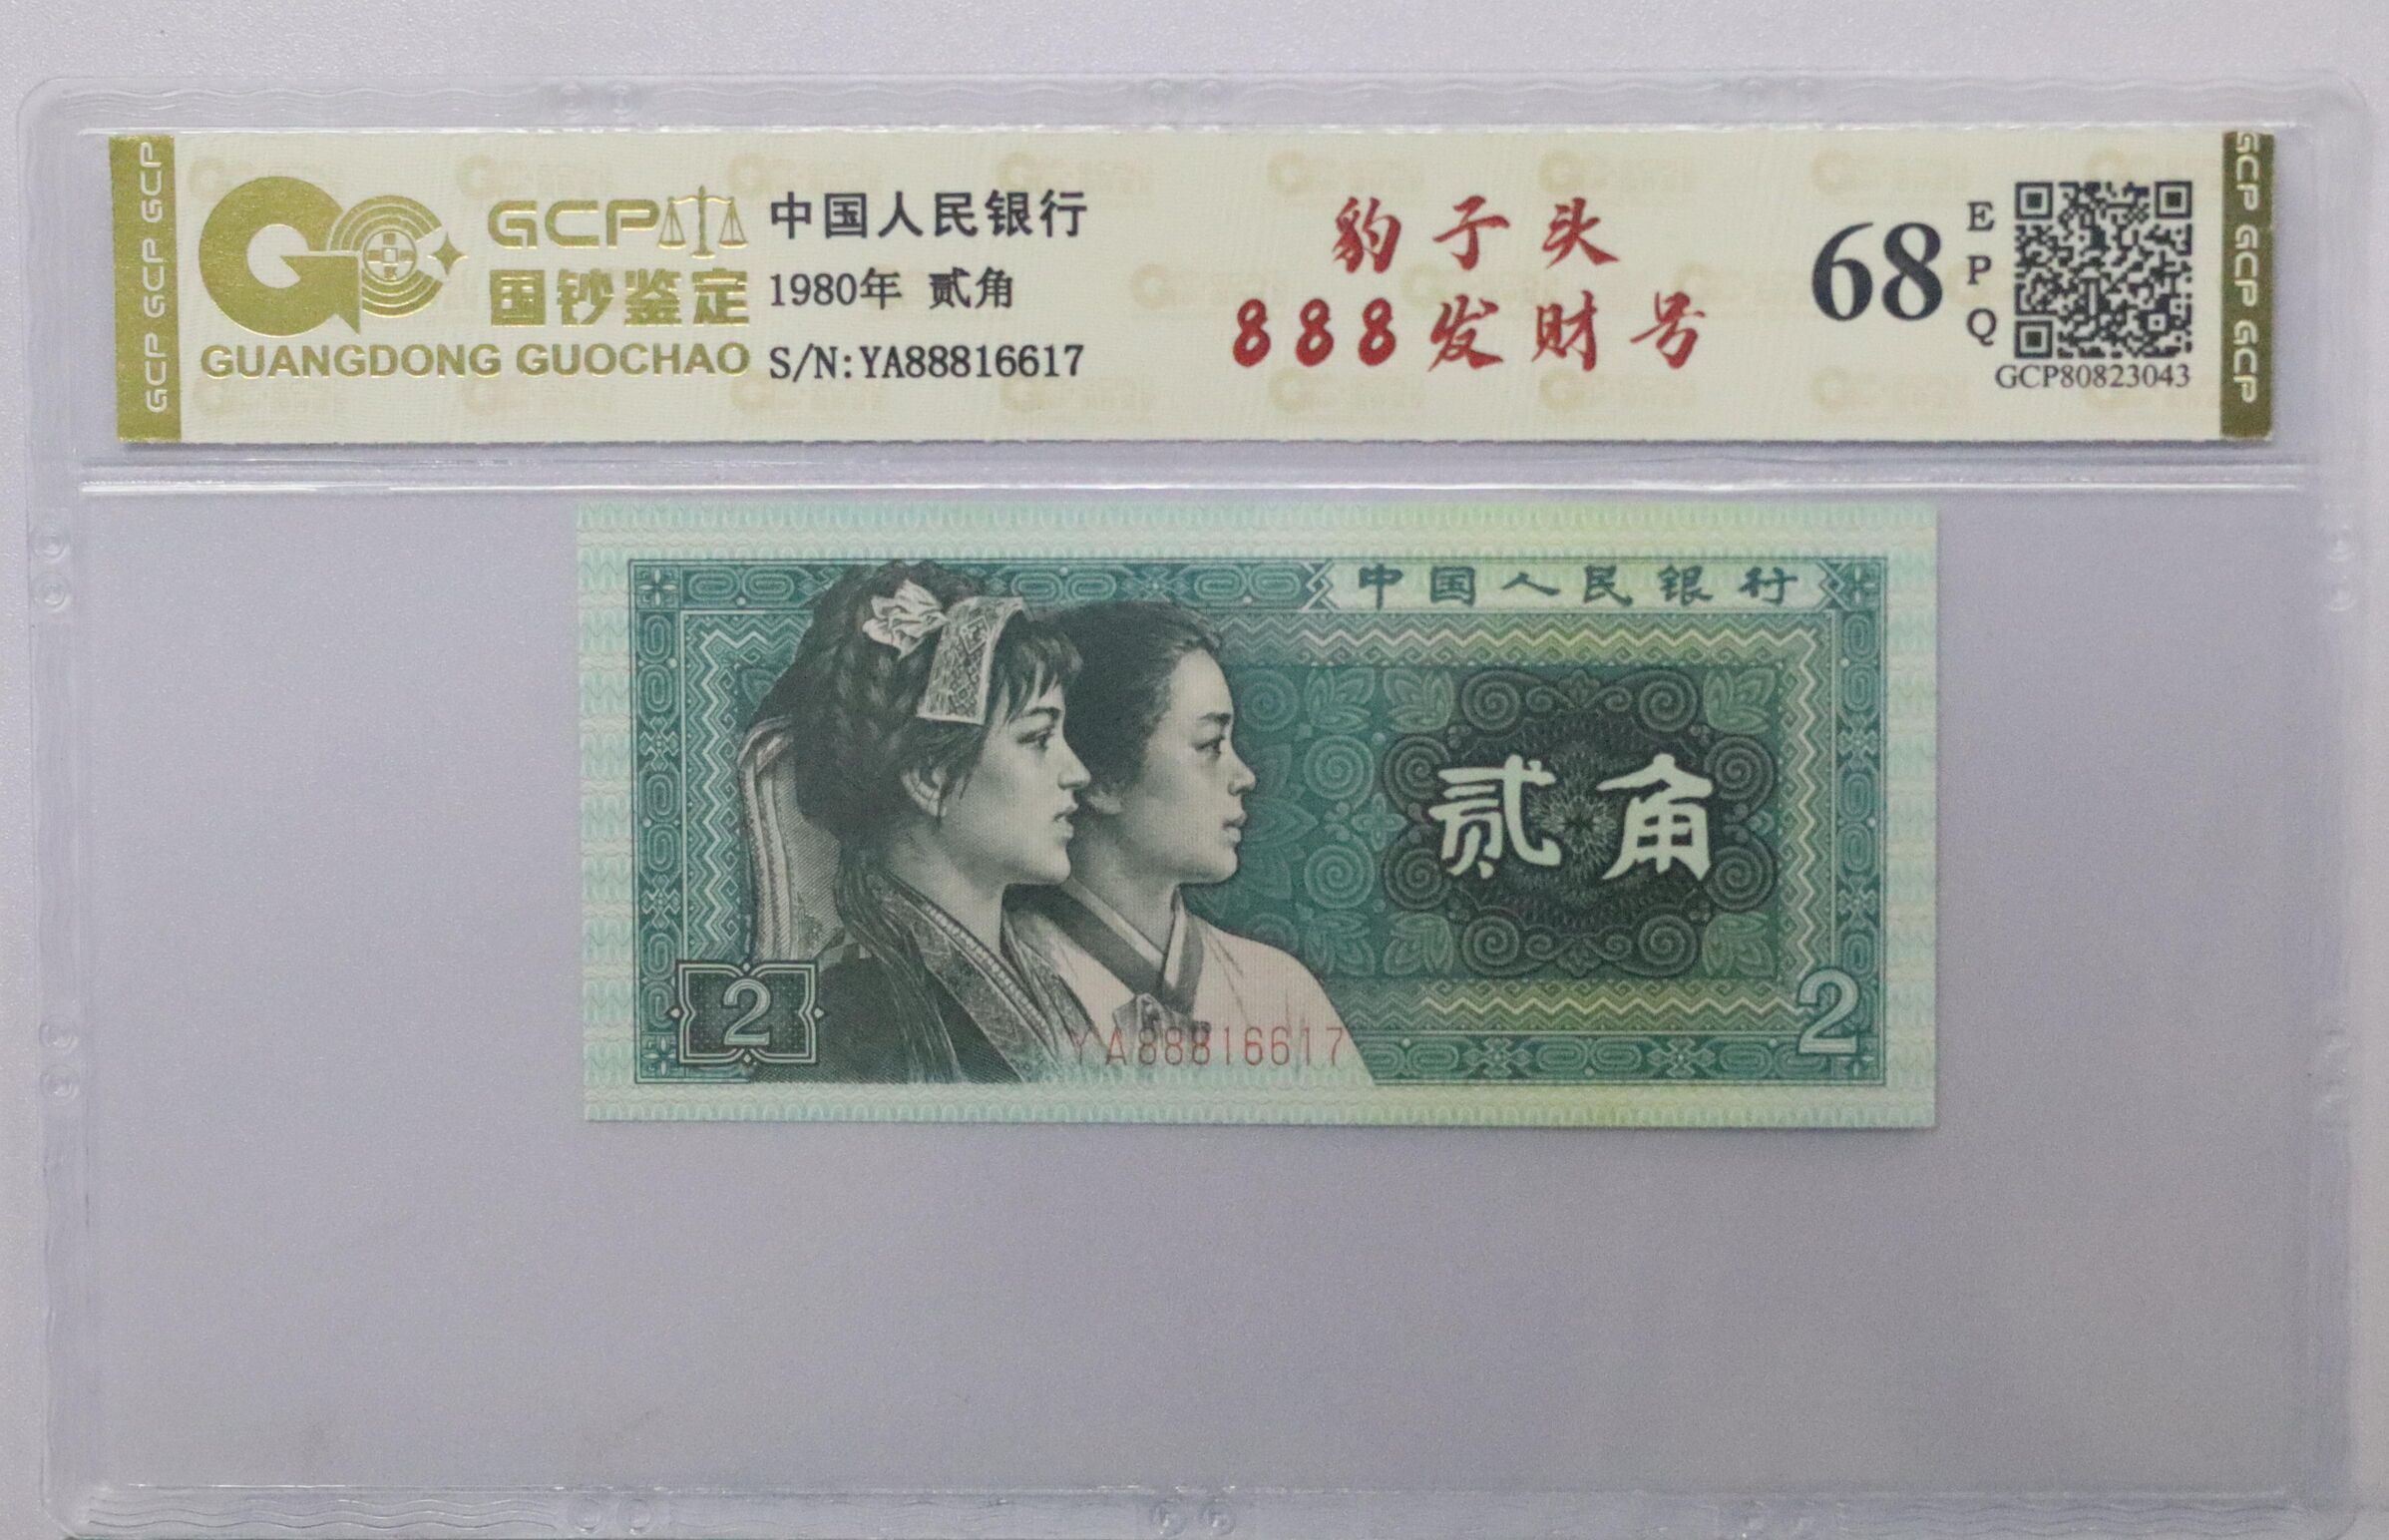 GCP GCP GCP
GCP
国钞鉴定
GUANGDONG GUOCHAO
中国人民银行
1980年 贰角
S/N:YA88816617
豹子头
888发财号
68
EPQ
GCP80823043
GCP GCP GCP
中国人民银行
贰角
2
2
YA88816617